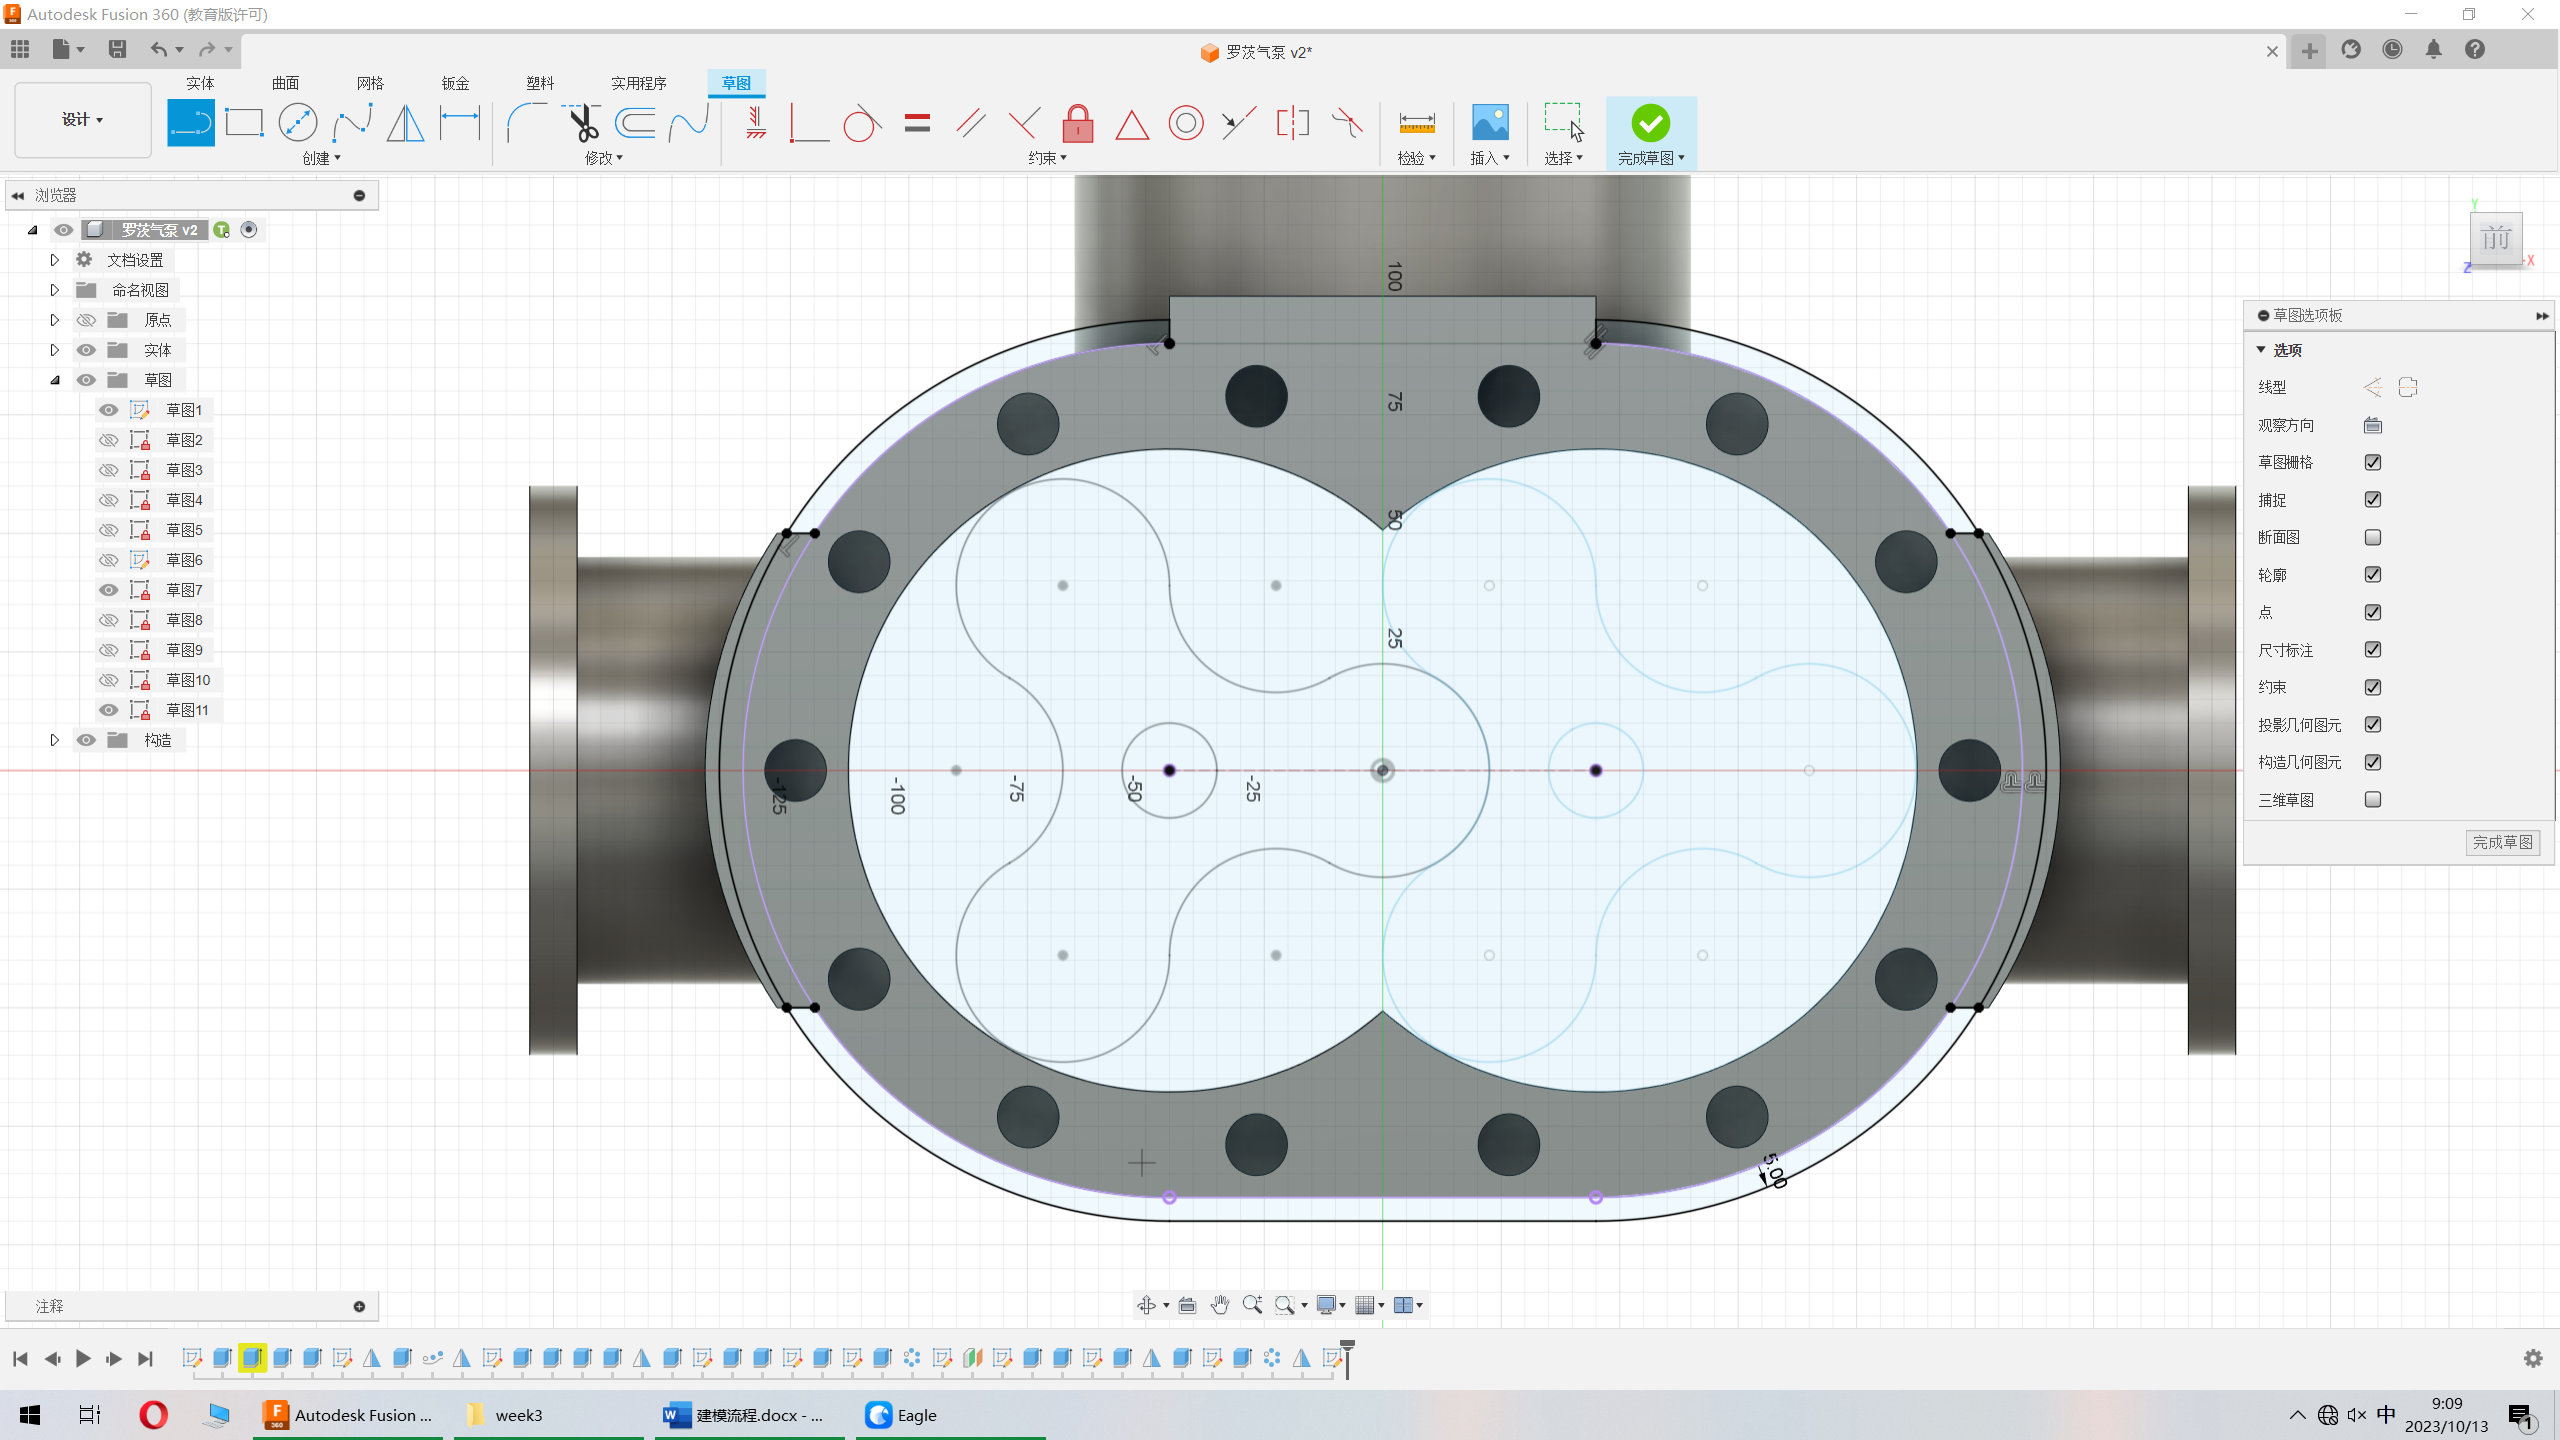 Autodesk Fusion 360 (教育版许可)
罗茨气泵 v2*
实体 曲面 网格 钣金 塑料 实用程序 草图
设计
创建 修改 约束 检验 插入 选择 完成草图
浏览器
罗茨气泵 v2
文档设置
命名视图
原点
实体
草图
草图1
草图2
草图3
草图4
草图5
草图6
草图7
草图8
草图9
草图10
草图11
构造
100
75
50
25
-125
-100
-75
-50
-25
5.00
Y
前
Z
X
草图选项板
选项
线型
观察方向
草图栅格
捕捉
断面图
轮廓
点
尺寸标注
约束
投影几何图元
构造几何图元
三维草图
完成草图
注释
Autodesk Fusion ...
week3
建模流程.docx - ...
Eagle
中
9:09
2023/10/13
1